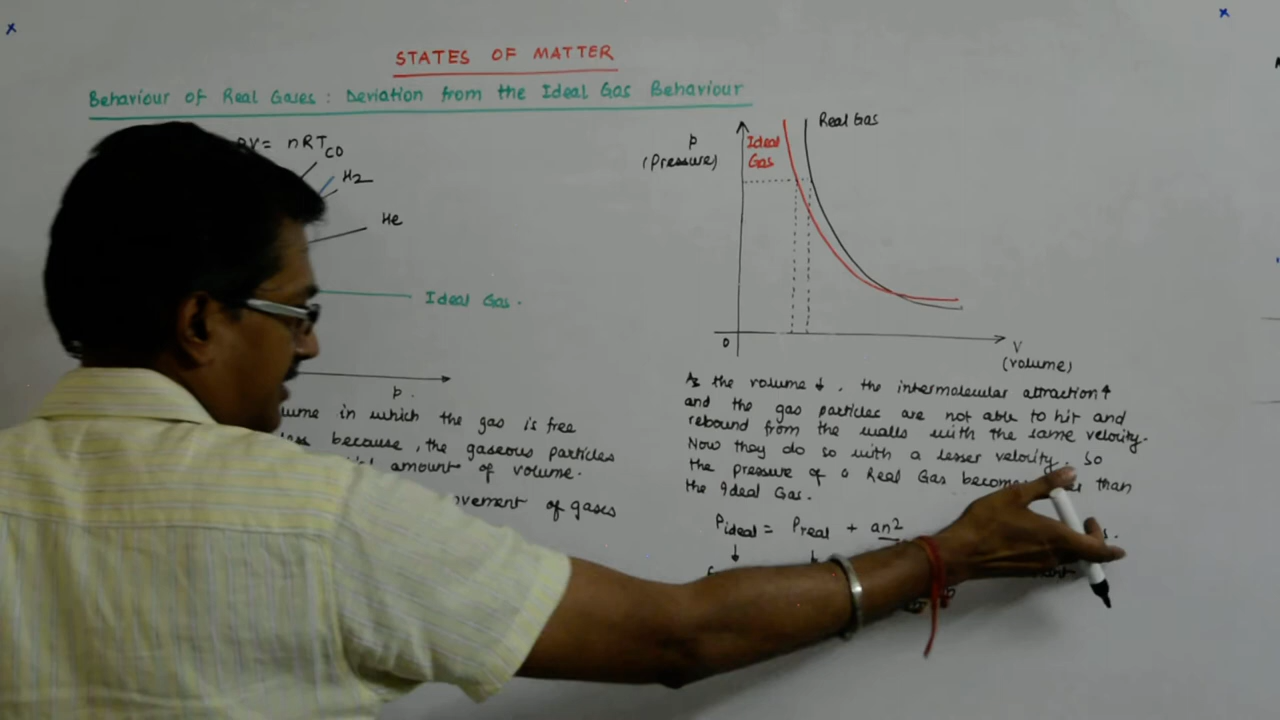 STATES OF MATTER
Behaviour of Real Gases : Deviation from the Ideal Gas Behaviour
PV = nRT
CO
H2
He
Ideal Gas.
p.
in which the gas is free
because, the gaseous particles
amount of volume.
of gases
p
(Pressure)
Ideal
Gas
Real Gas
0
V
(volume)
As the volume ↓, the intermolecular attraction ↑
and the gas particles are not able to hit and
rebound from the walls with the same velocity.
Now they do so with a lesser velocity. So
the pressure of a Real Gas than
the Ideal Gas.
Pideal = Preal + an2